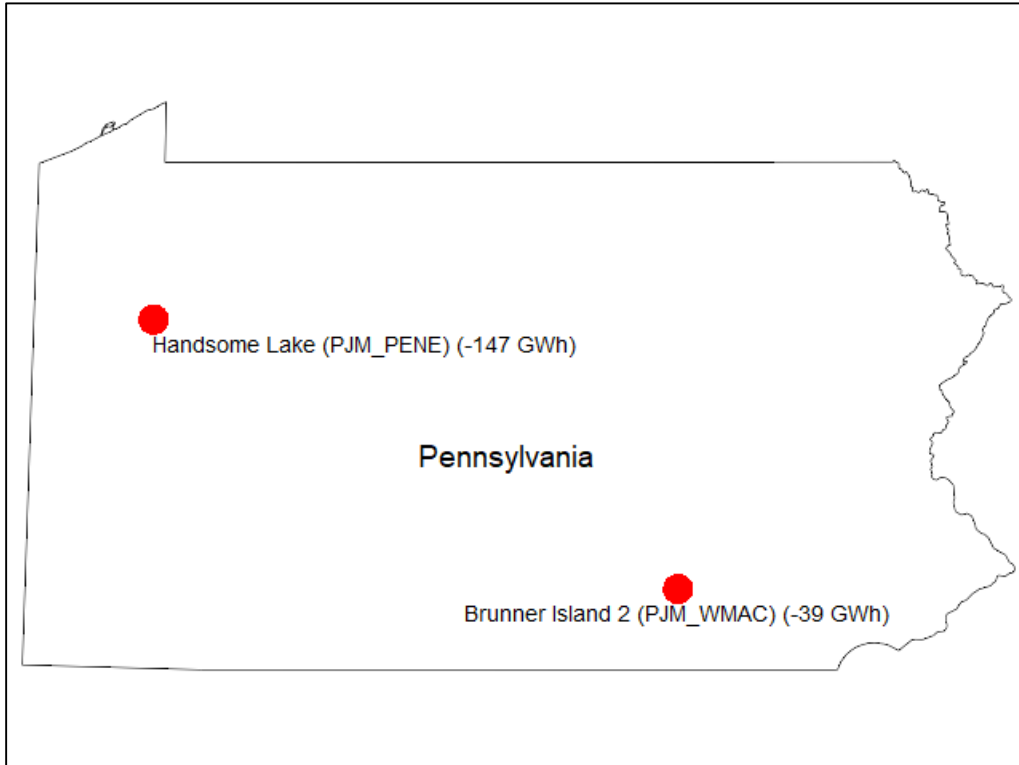 Handsome Lake (PJM_PENE) (-147 GWh)
Pennsylvania
Brunner Island 2 (PJM_WMAC) (-39 GWh)